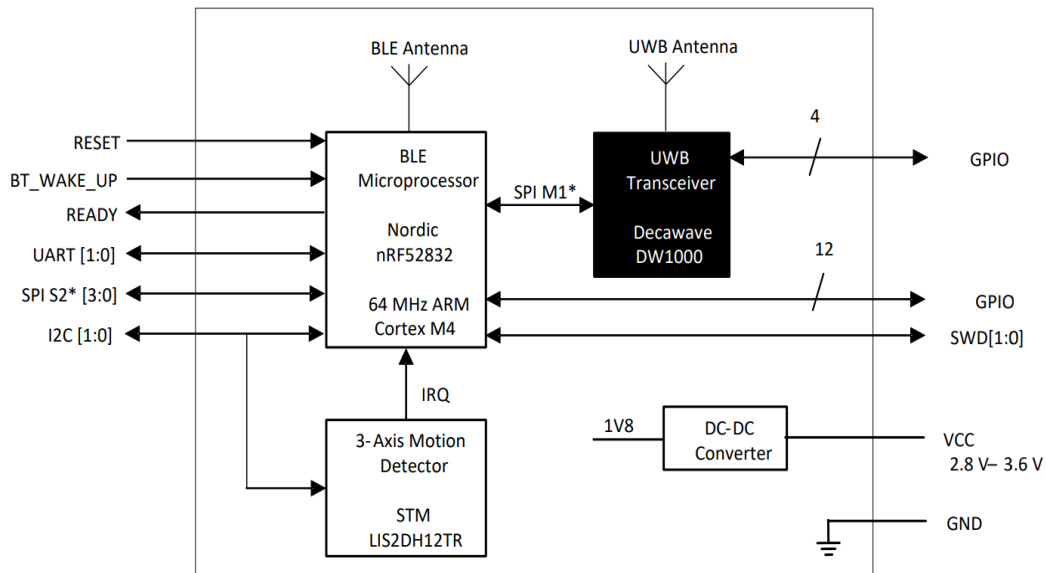 BLE Antenna
UWB Antenna
RESET
BT_WAKE_UP
READY
UART [1:0]
SPI S2* [3:0]
I2C [1:0]
BLE
Microprocessor
Nordic
nRF52832
64 MHz ARM
Cortex M4
SPI M1*
UWB
Transceiver
Decawave
DW1000
4
GPIO
12
GPIO
SWD[1:0]
IRQ
3-Axis Motion
Detector
STM
LIS2DH12TR
1V8
DC-DC
Converter
VCC
2.8 V– 3.6 V
GND